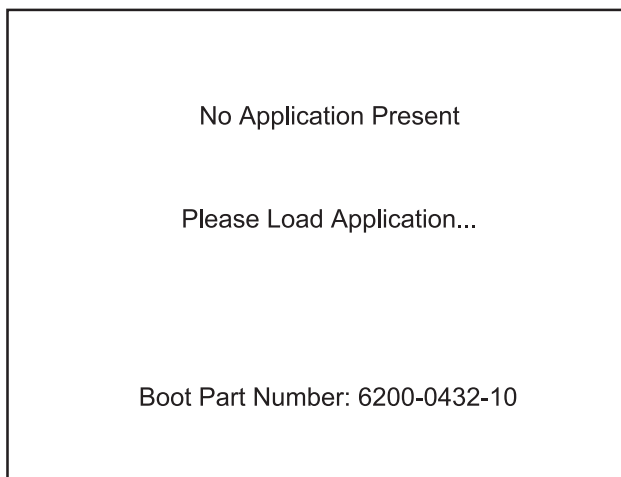 No Application Present
Please Load Application...
Boot Part Number: 6200-0432-10